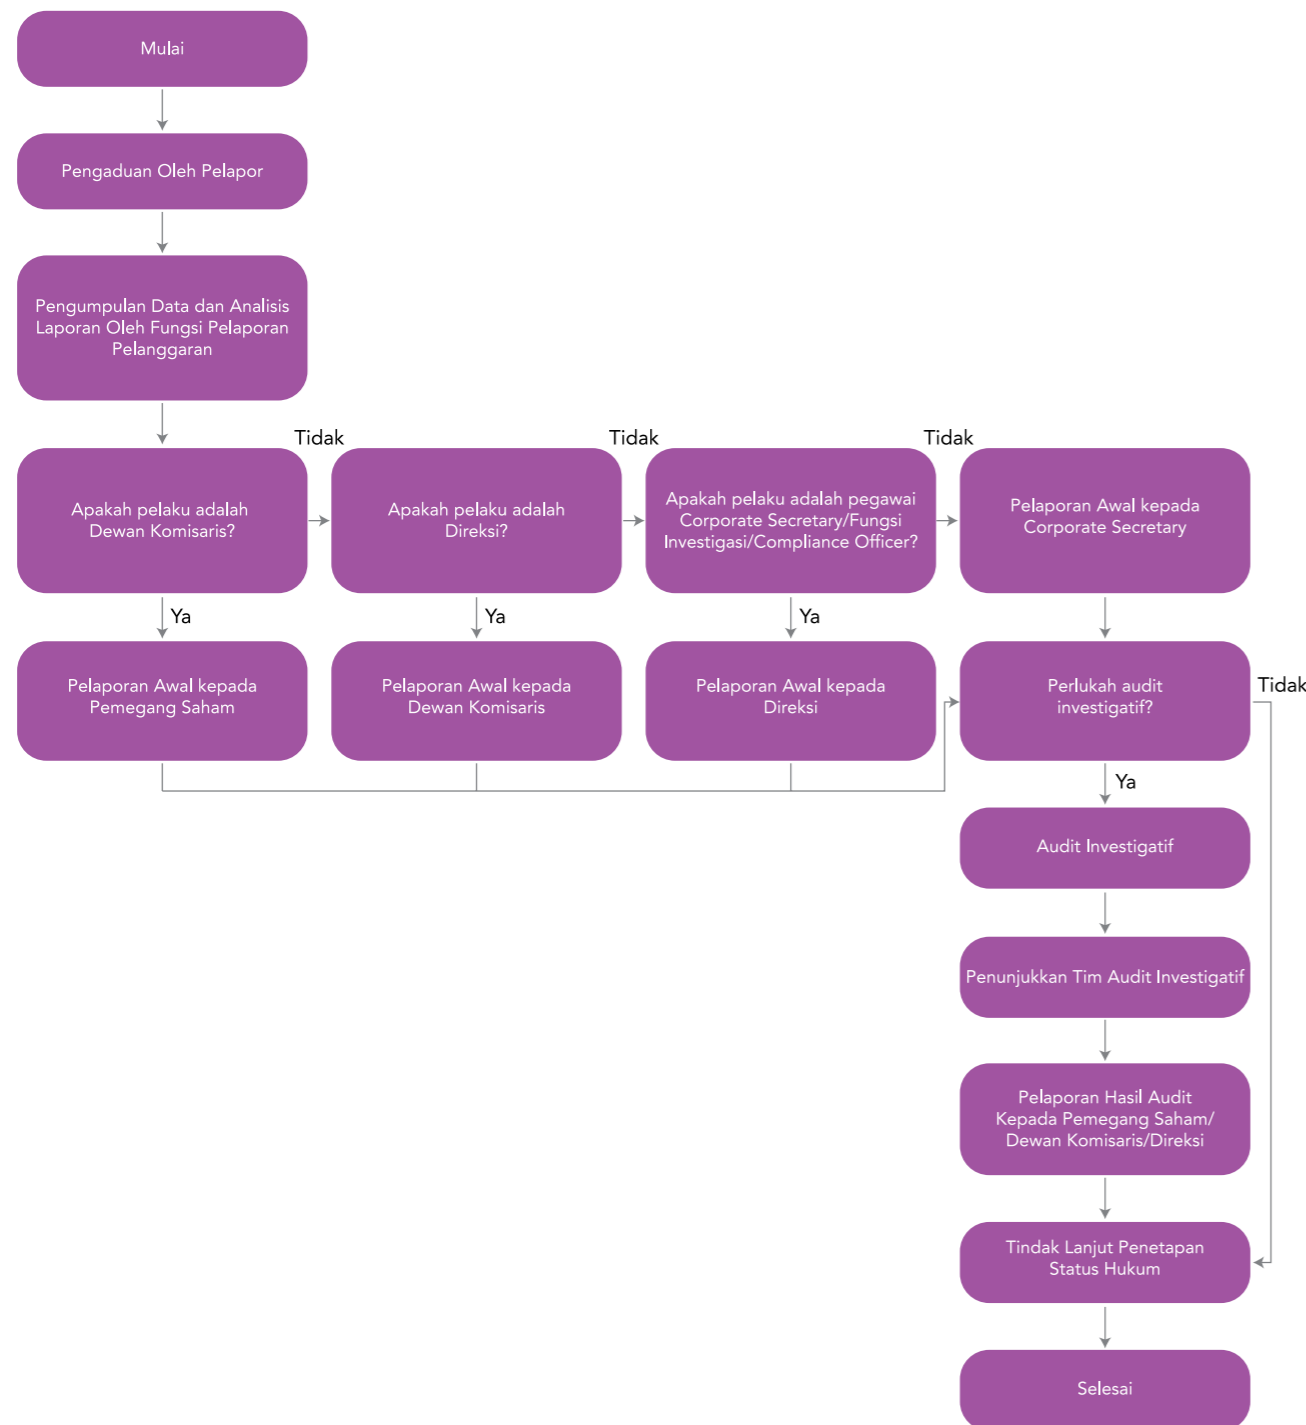 Mulai
Pengaduan Oleh Pelapor
Pengumpulan Data dan Analisis
Laporan Oleh Fungsi Pelaporan
Pelanggaran
Apakah pelaku adalah
Dewan Komisaris?
Tidak
Apakah pelaku adalah
Direksi?
Tidak
Apakah pelaku adalah pegawai
Corporate Secretary/Fungsi
Investigasi/Compliance Officer?
Tidak
Pelaporan Awal kepada
Corporate Secretary
Ya
Ya
Ya
Pelaporan Awal kepada
Pemegang Saham
Pelaporan Awal kepada
Dewan Komisaris
Pelaporan Awal kepada
Direksi
Perlukah audit
investigatif?
Tidak
Ya
Audit Investigatif
Penunjukkan Tim Audit Investigatif
Pelaporan Hasil Audit
Kepada Pemegang Saham/
Dewan Komisaris/Direksi
Tindak Lanjut Penetapan
Status Hukum
Selesai